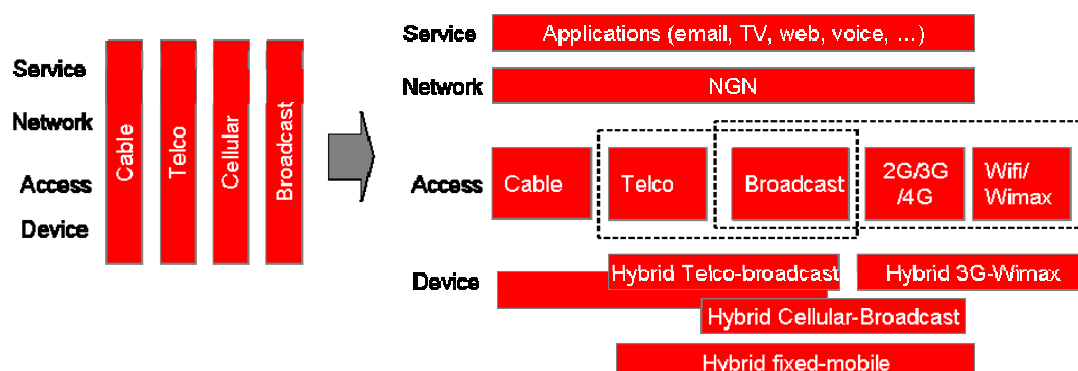 Service
Network
Access
Device
Cable
Telco
Cellular
Broadcast
Service
Applications (email, TV, web, voice, …)
Network
NGN
Access
Cable
Telco
Broadcast
2G/3G
/4G
Wifi/
Wimax
Device
Hybrid Telco-broadcast
Hybrid 3G-Wimax
Hybrid Cellular-Broadcast
Hybrid fixed-mobile